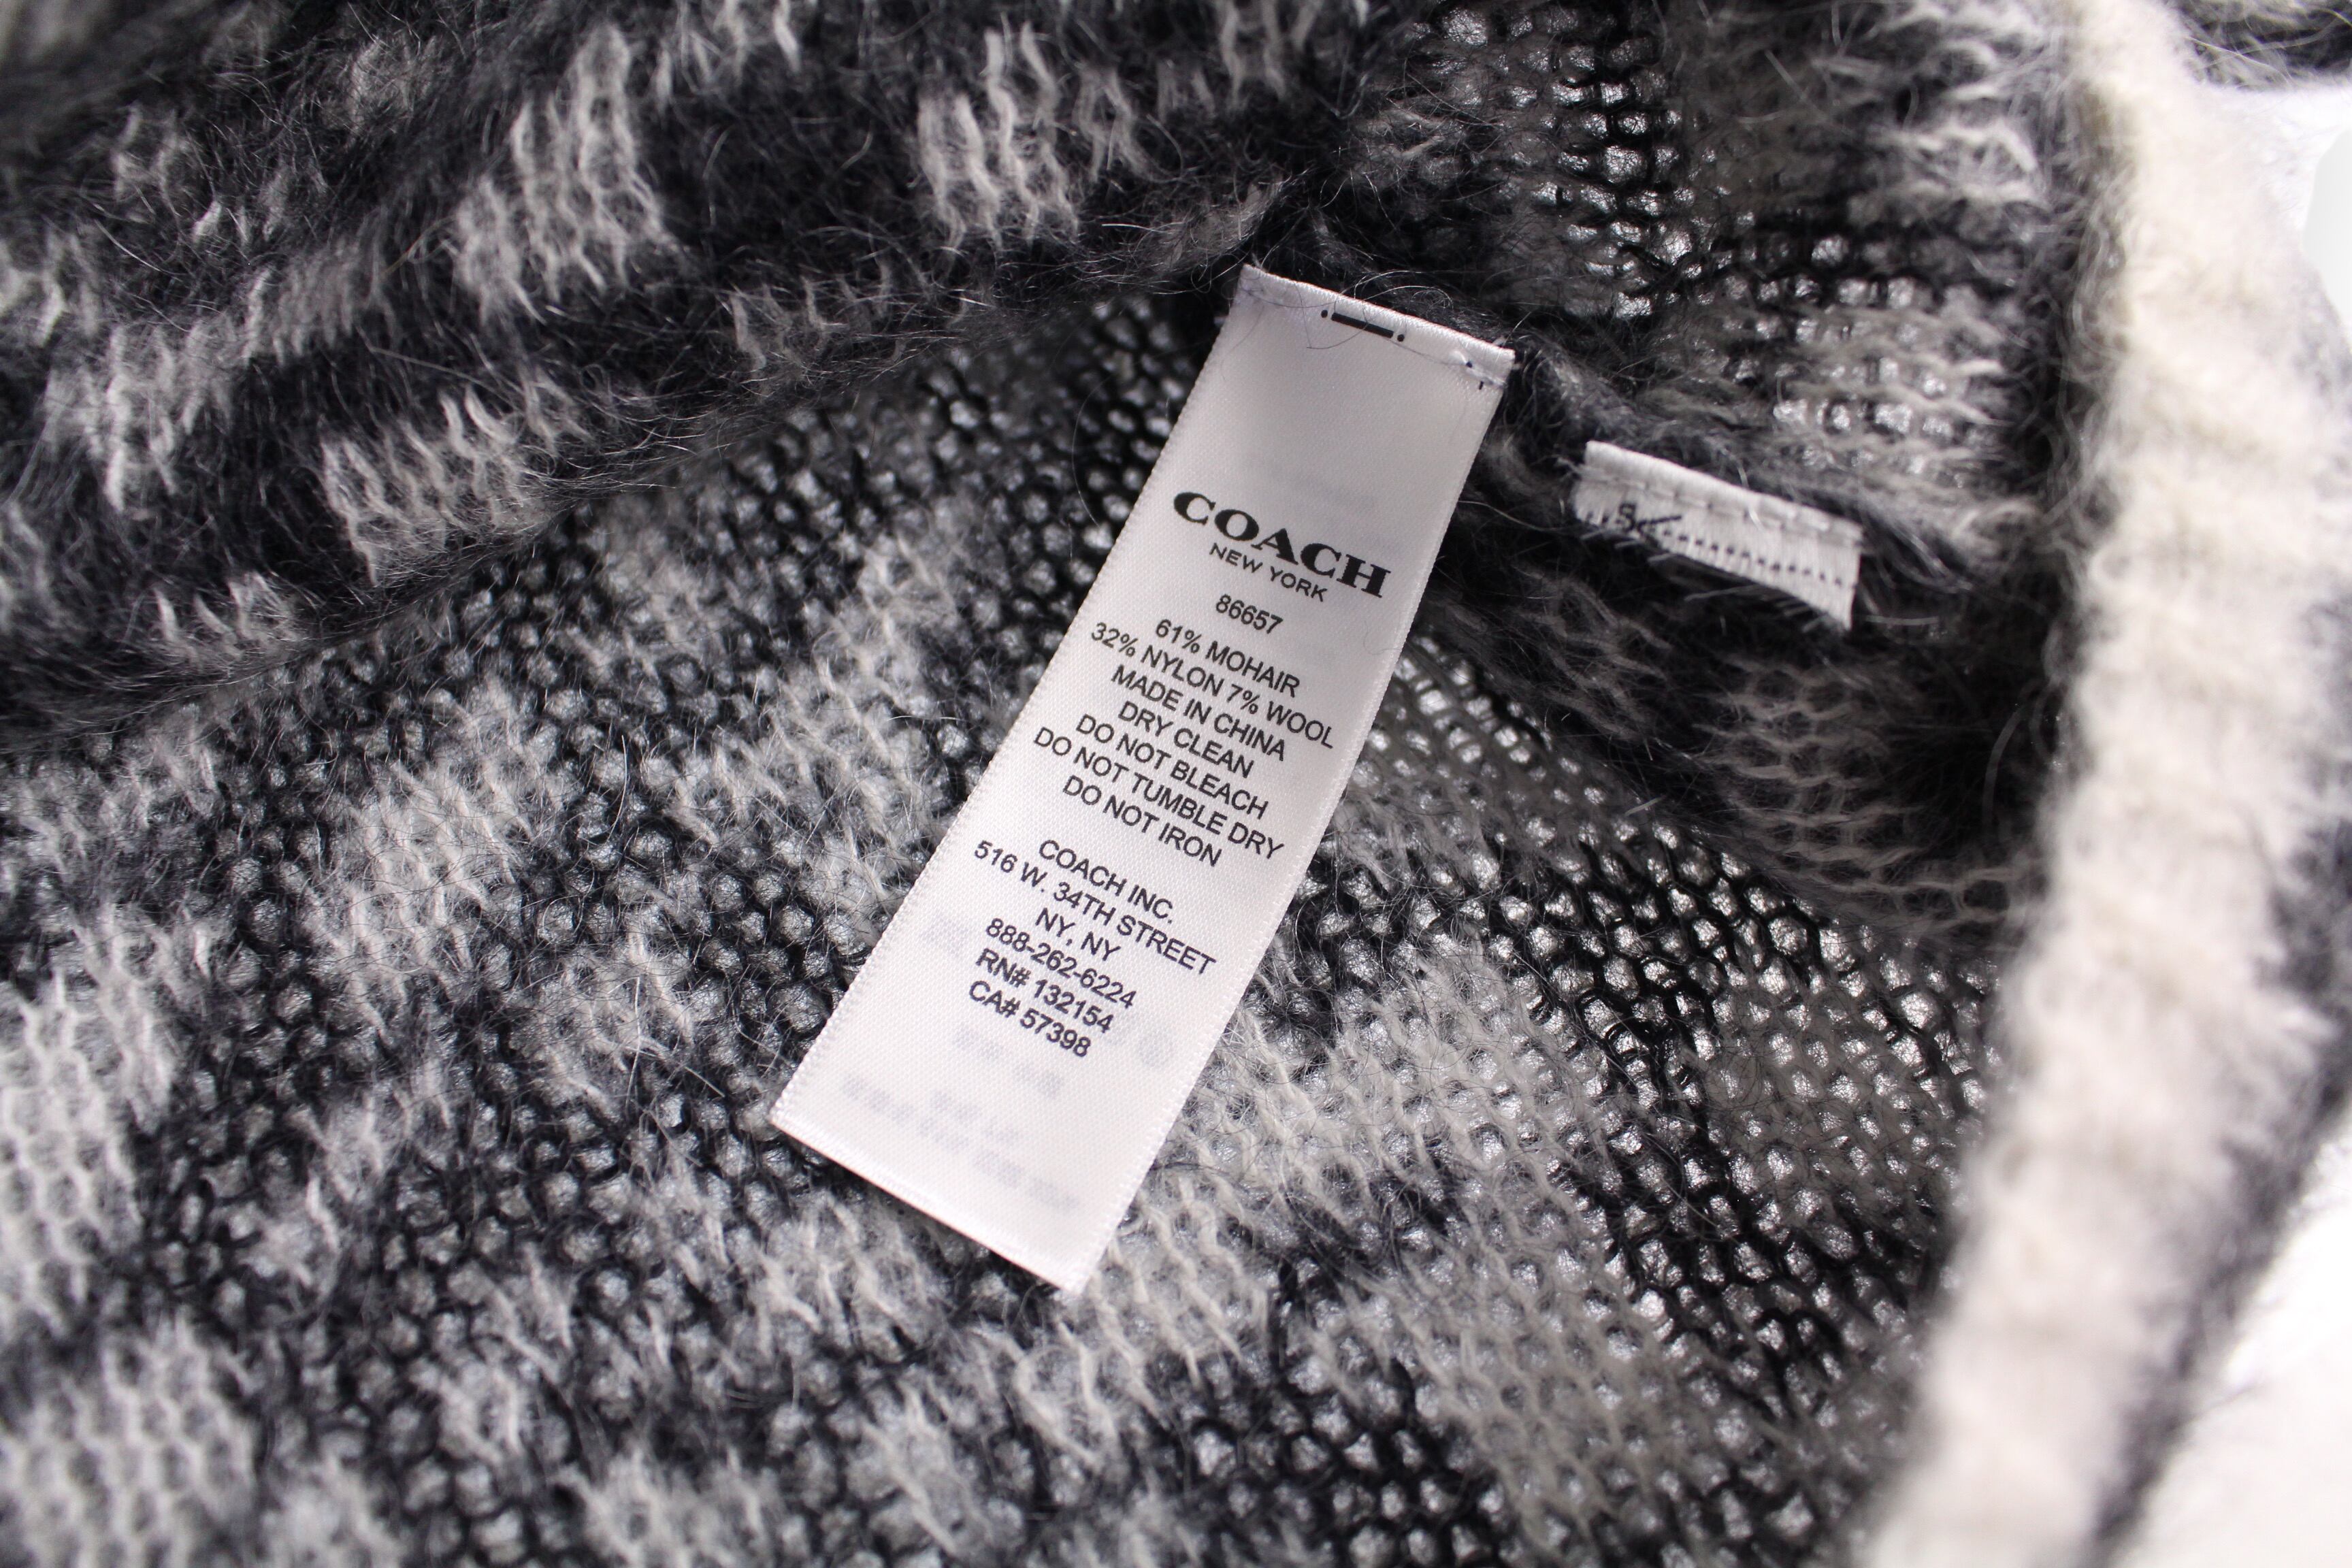 COACH
NEW YORK
86657
61% MOHAIR
32% NYLON 7% WOOL
MADE IN CHINA
DRY CLEAN
DO NOT BLEACH
DO NOT TUMBLE DRY
DO NOT IRON
COACH INC.
516 W. 34TH STREET
NY, NY
888-262-6224
RN# 132154
CA# 57398